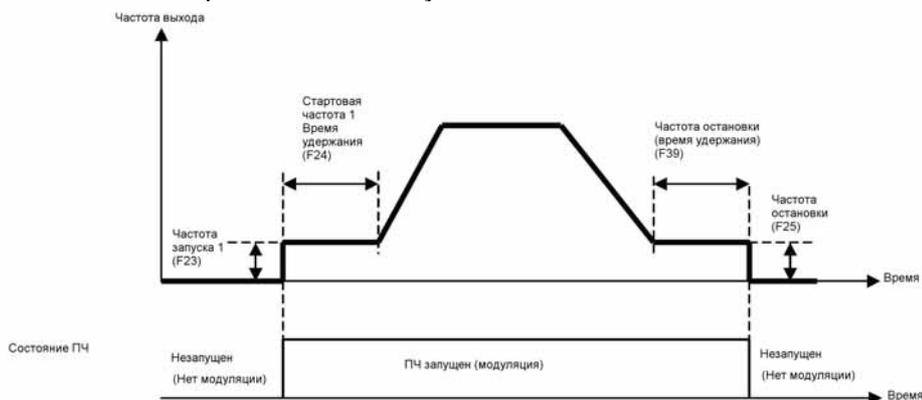 Частота выхода
Стартовая
частота 1
Время
удержания
(F24)
Частота остановки
(время удержания)
(F39)
Частота
остановки
(F25)
Частота
запуска 1
(F23)
Время
Состояние ПЧ
Незапущен
(Нет модуляции)
ПЧ запущен (модуляция)
Незапущен
(Нет модуляции)
Время